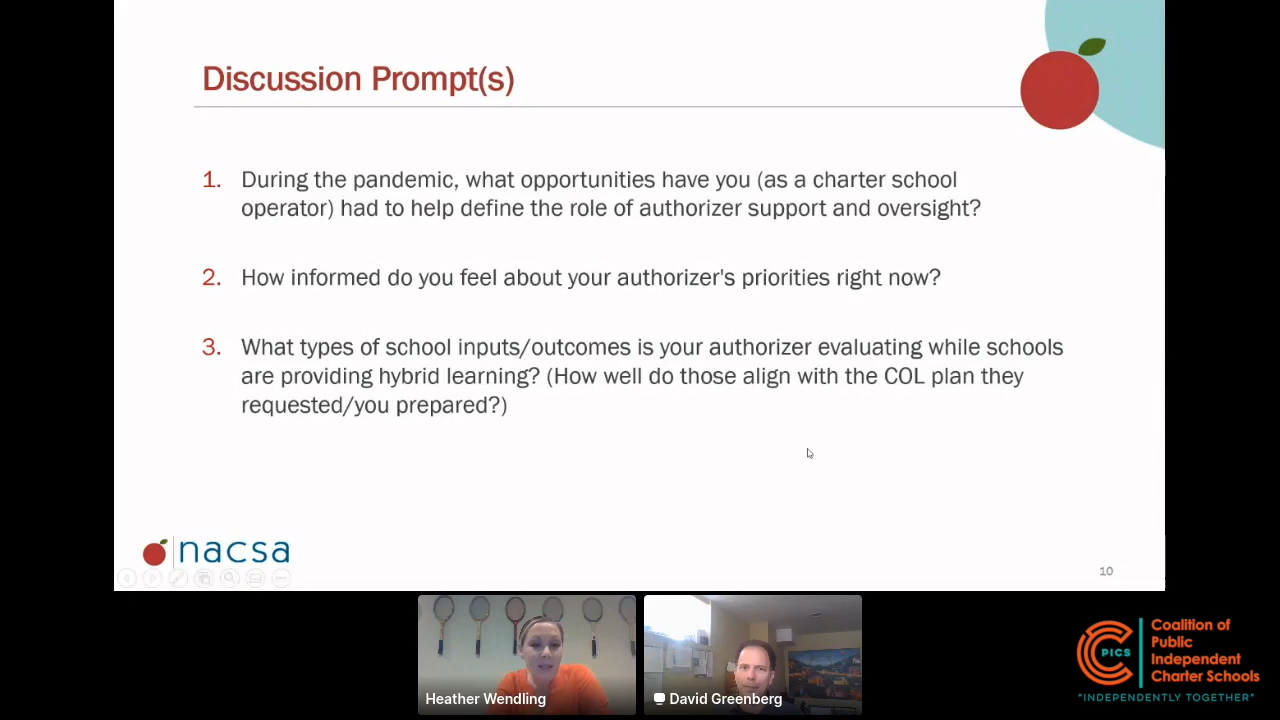 Discussion Prompt(s)
1. During the pandemic, what opportunities have you (as a charter school
operator) had to help define the role of authorizer support and oversight?
2. How informed do you feel about your authorizer's priorities right now?
3. What types of school inputs/outcomes is your authorizer evaluating while schools
are providing hybrid learning? (How well do those align with the COL plan they
requested/you prepared?)
nacsa
10
Heather Wendling
David Greenberg
PICS
Coalition of
Public
Independent
Charter Schools
"INDEPENDENTLY TOGETHER"